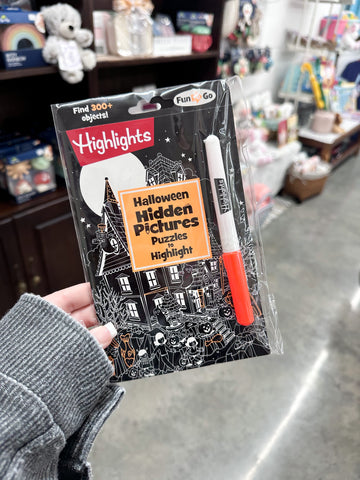 Find 300+
objects!
Fun to Go
Highlights
Halloween
Hidden
Pictures
Puzzles
to
Highlight